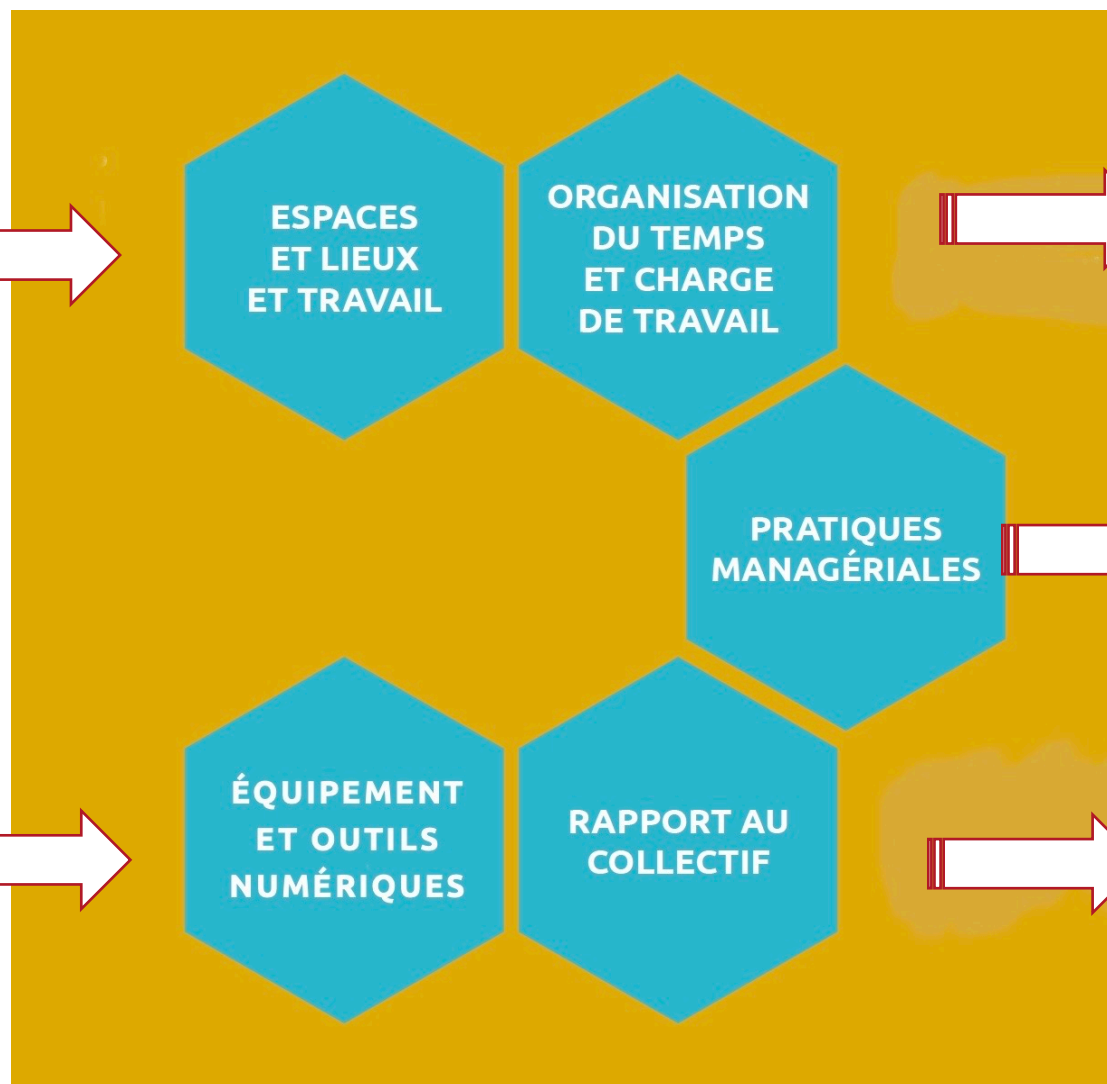 ESPACES
ET LIEUX
ET TRAVAIL
ORGANISATION
DU TEMPS
ET CHARGE
DE TRAVAIL
PRATIQUES
MANAGÉRIALES
ÉQUIPEMENT
ET OUTILS
NUMÉRIQUES
RAPPORT AU
COLLECTIF